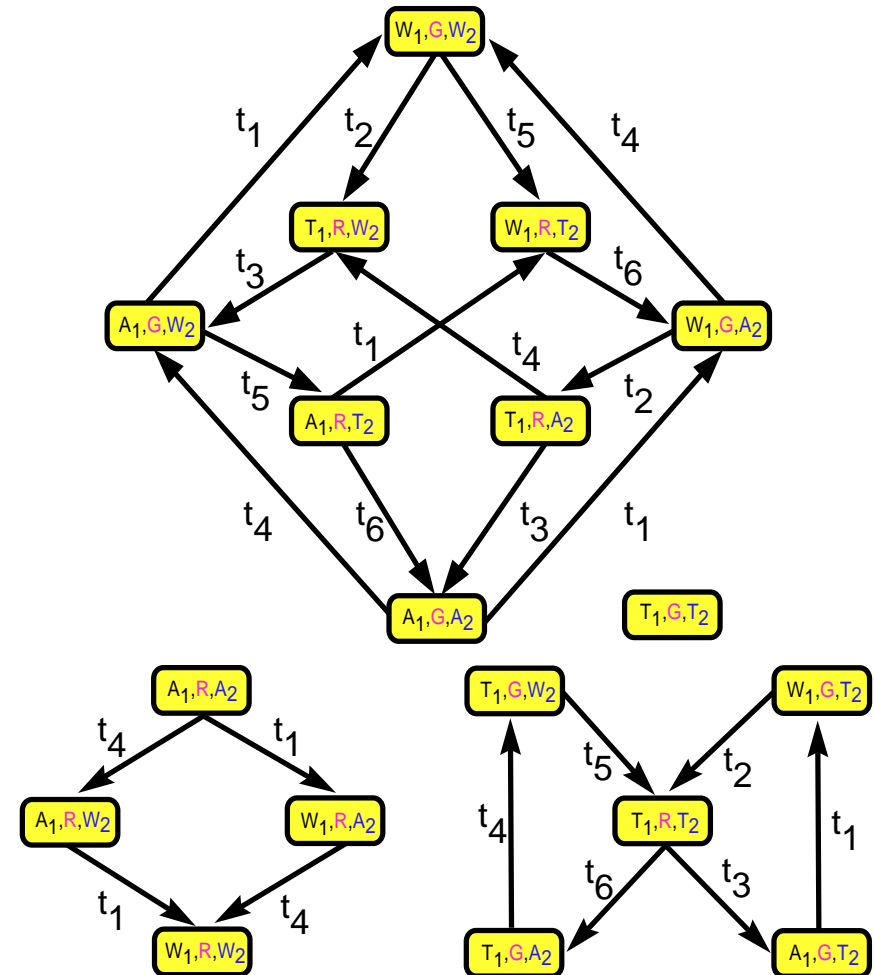 W1,G,W2
t1
t2
t5
t4
T1,R,W2
W1,R,T2
t3
t6
A1,G,W2
W1,G,A2
t1
t4
t5
t2
A1,R,T2
T1,R,A2
t4
t6
t3
t1
A1,G,A2
T1,G,T2
A1,R,A2
T1,G,W2
W1,G,T2
t4
t1
t5
t2
A1,R,W2
W1,R,A2
T1,R,T2
t4
t1
t6
t3
t1
t4
W1,R,W2
T1,G,A2
A1,G,T2